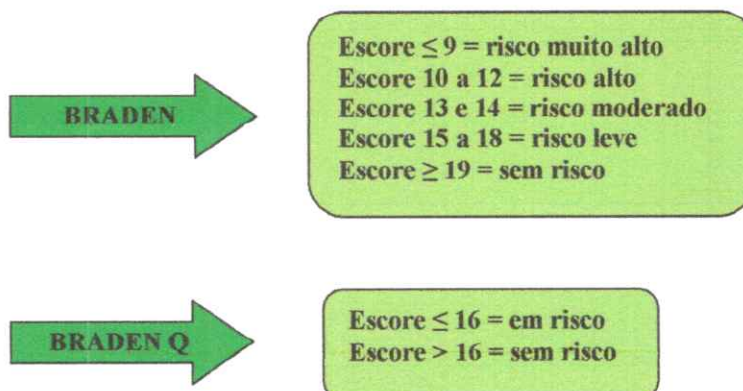 BRADEN
Escore ≤ 9 = risco muito alto
Escore 10 a 12 = risco alto
Escore 13 e 14 = risco moderado
Escore 15 a 18 = risco leve
Escore ≥ 19 = sem risco
BRADEN Q
Escore ≤ 16 = em risco
Escore > 16 = sem risco